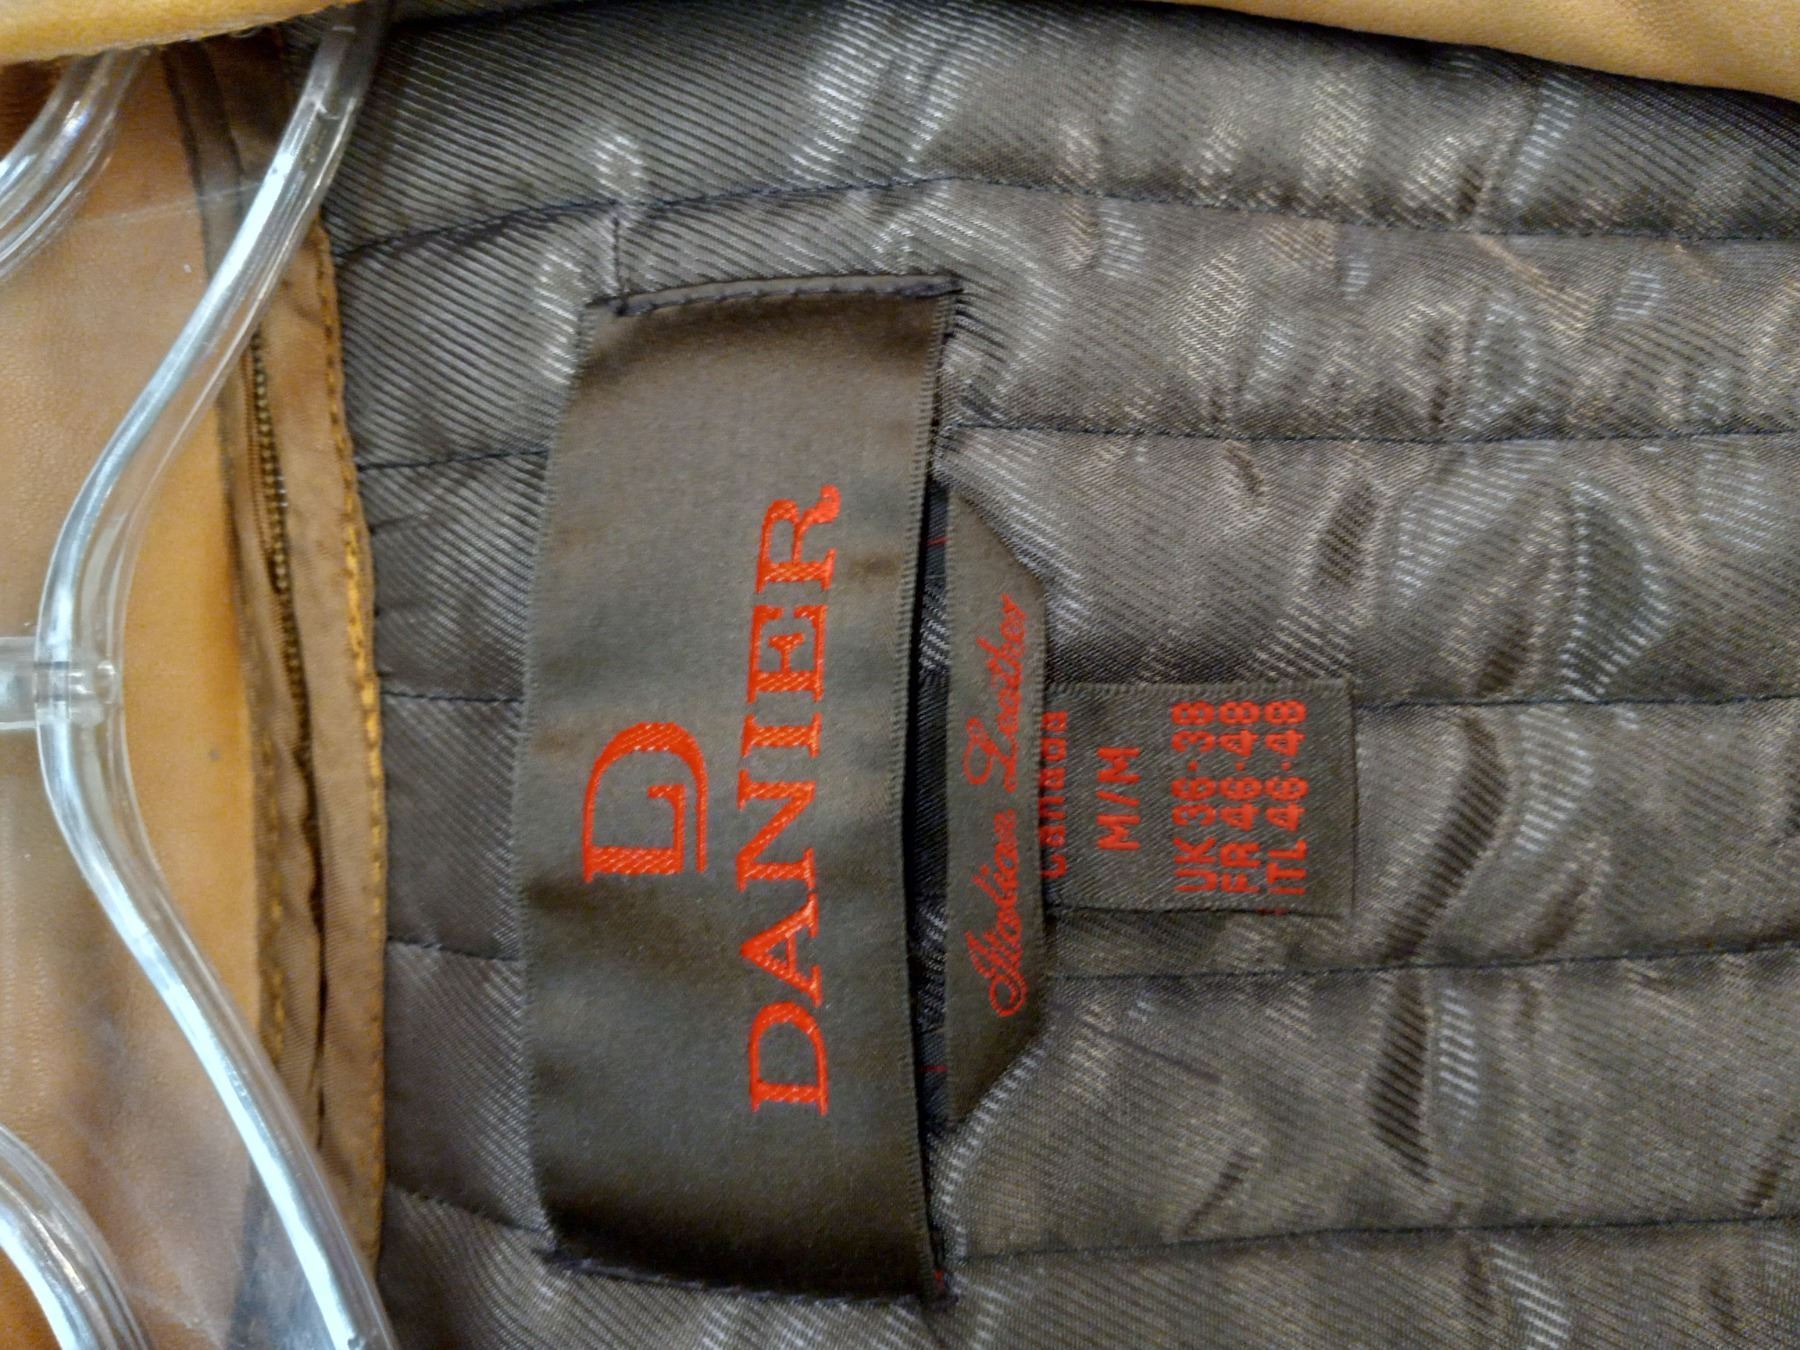 D
DANIER
Italian Leather
Canada
M/M
UK 36-38
FR 46-48
ITL 46-48